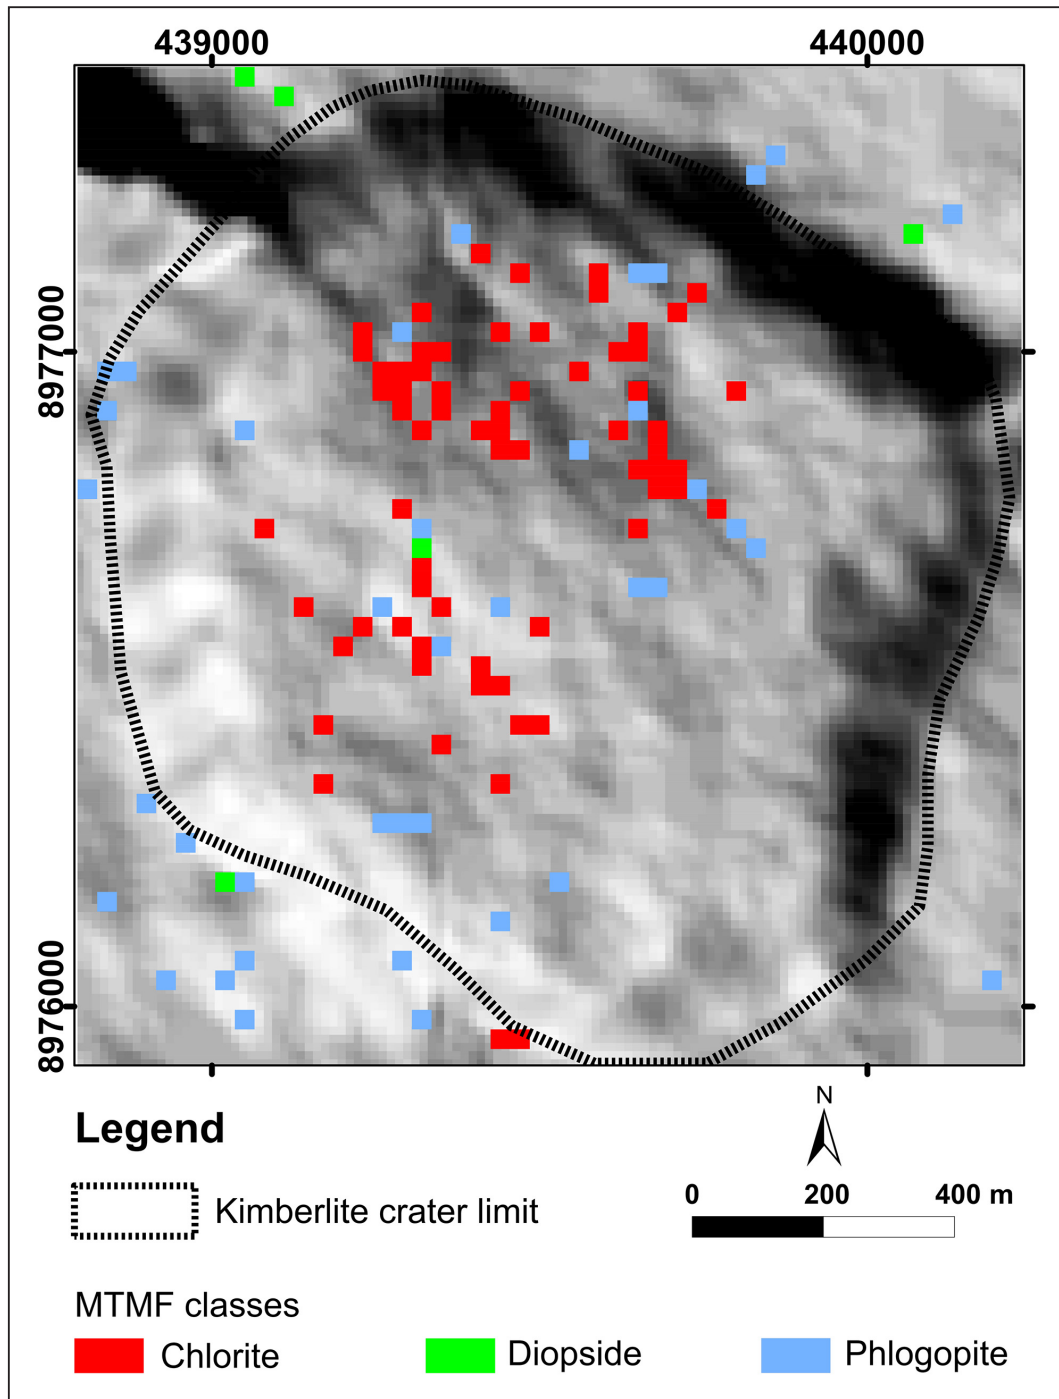 439000 440000
8977000
8976000
N
Legend
0 200 400 m
Kimberlite crater limit
MTMF classes
Chlorite Diopside Phlogopite